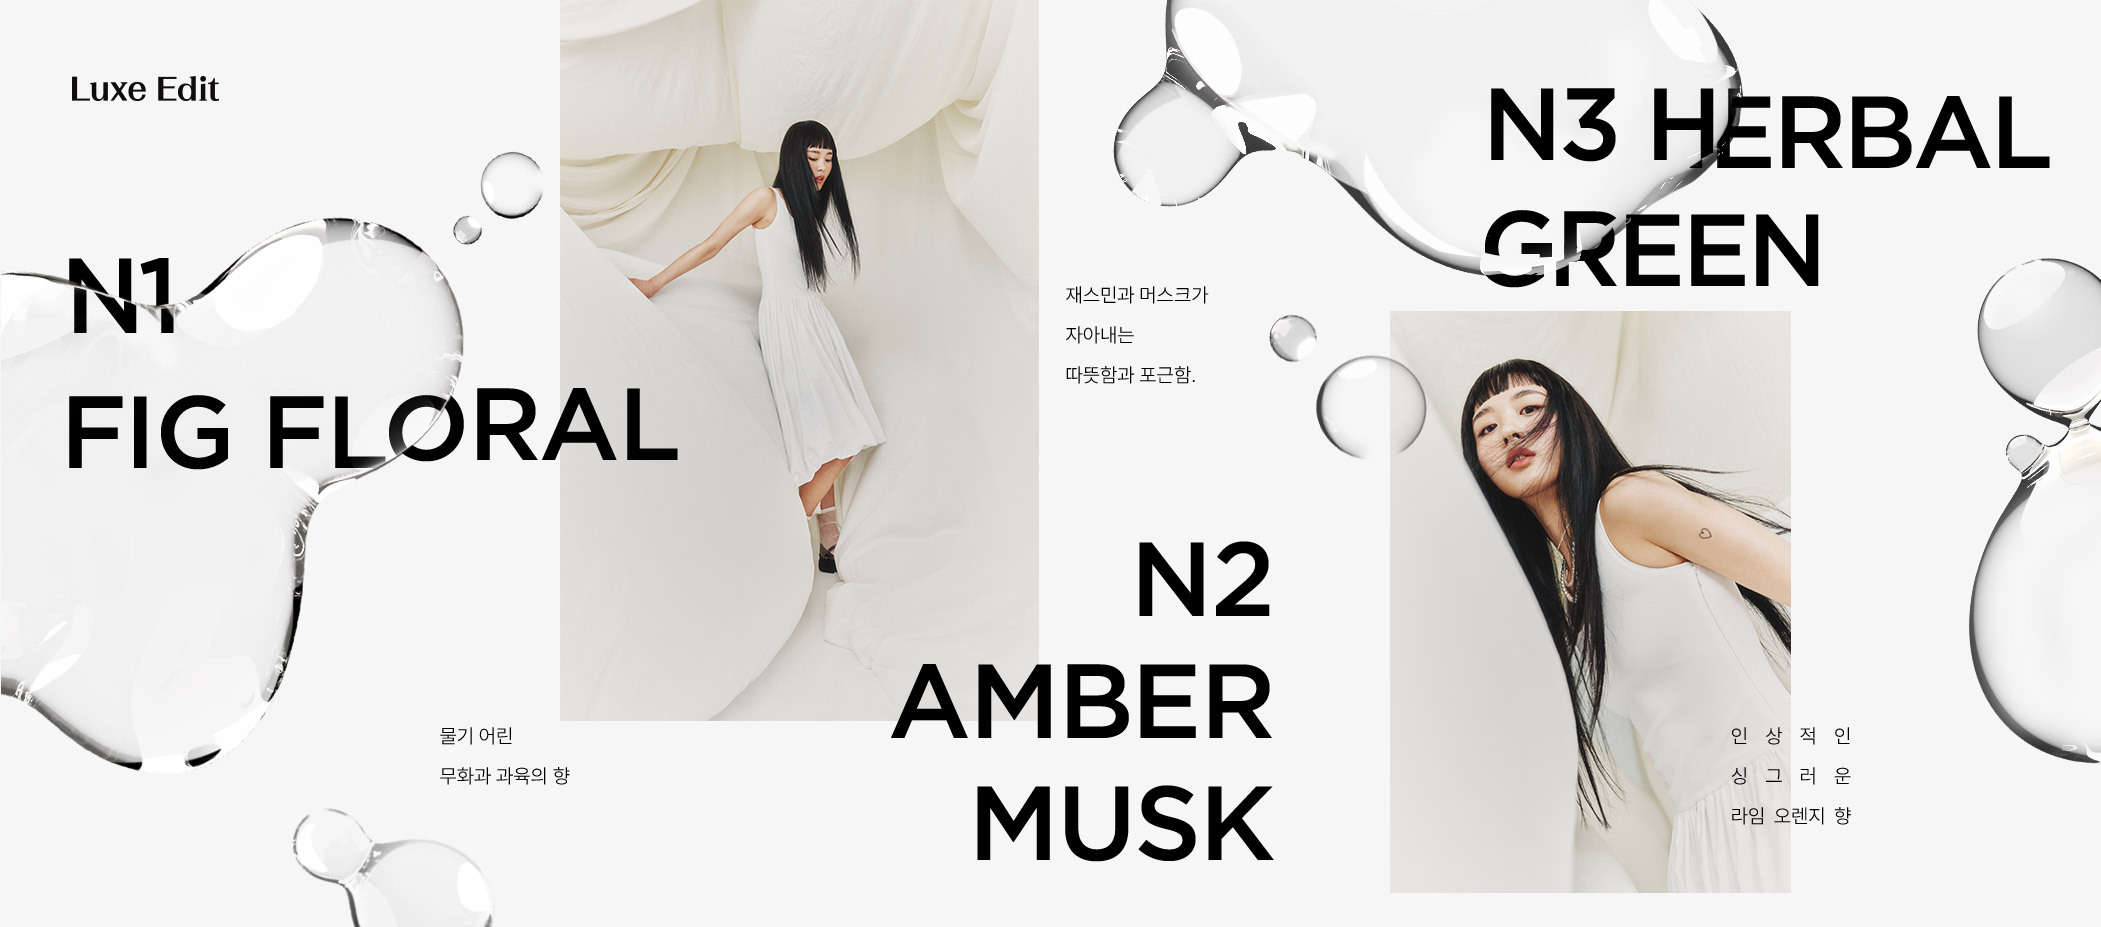 Luxe Edit
N1
FIG FLORAL
물기 어린
무화과 과육의 향
재스민과 머스크가
자아내는
따뜻함과 포근함.
N2
AMBER
MUSK
N3 HERBAL
GREEN
인 상 적 인
싱 그 러 운
라임 오렌지 향